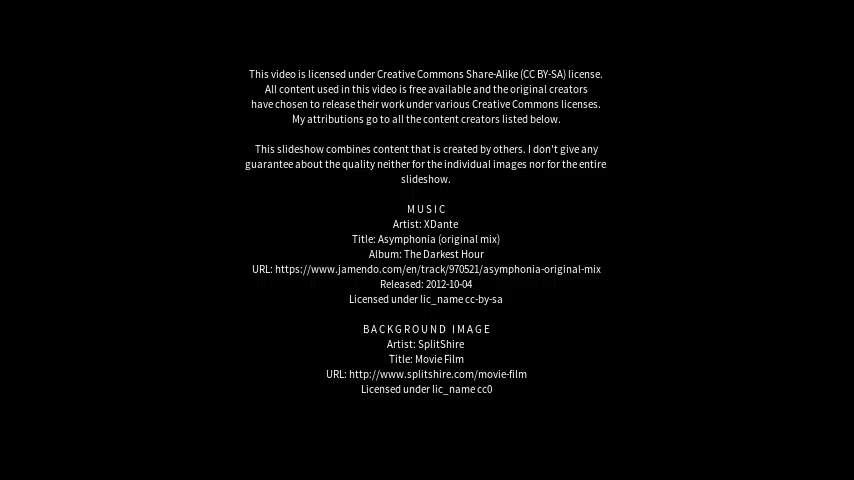 This video is licensed under Creative Commons Share-Alike (CC BY-SA) license.
All content used in this video is free available and the original creators
have chosen to release their work under various Creative Commons licenses.
My attributions go to all the content creators listed below.
This slideshow combines content that is created by others. I don't give any
guarantee about the quality neither for the individual images nor for the entire
slideshow.
MUSIC
Artist: XDante
Title: Asymphonia (original mix)
Album: The Darkest Hour
URL: https://www.jamendo.com/en/track/970521/asymphonia-original-mix
Released: 2012-10-04
Licensed under lic_name cc-by-sa
BACKGROUND IMAGE
Artist: SplitShire
Title: Movie Film
URL: http://www.splitshire.com/movie-film
Licensed under lic_name cc0